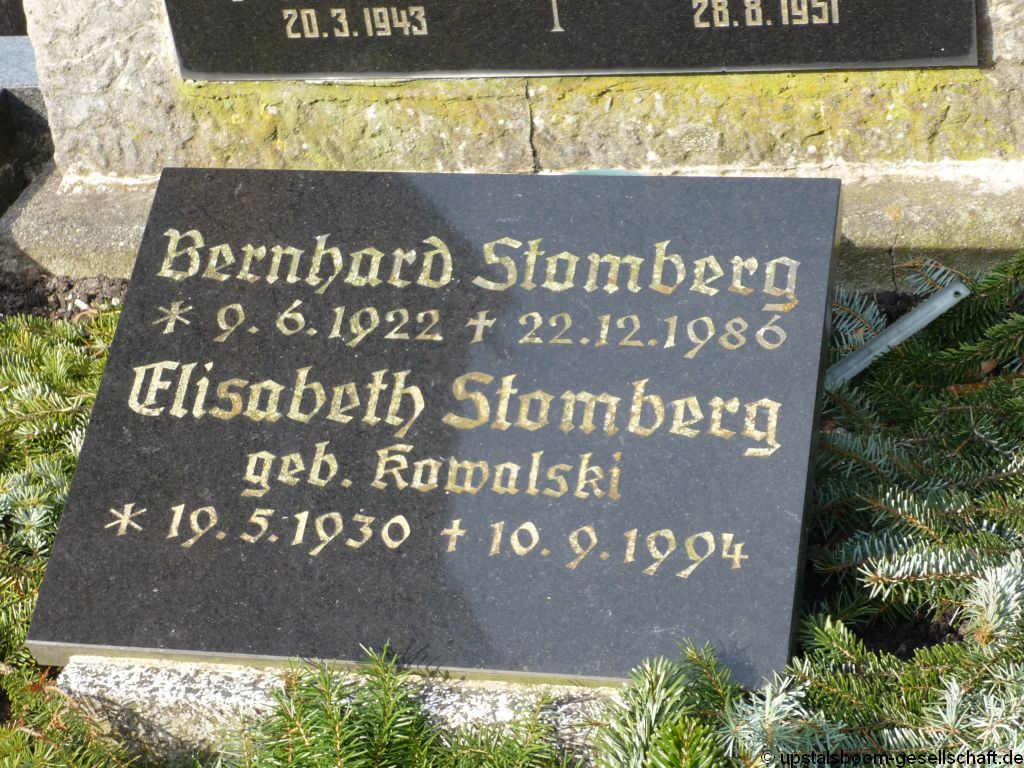 20.3.1943 28.8.1951
Bernhard Stomberg
* 9.6.1922 † 22.12.1986
Elisabeth Stomberg
geb. Kowalski
* 19.5.1930 † 10.9.1994
© upstalsboom-gesellschaft.de